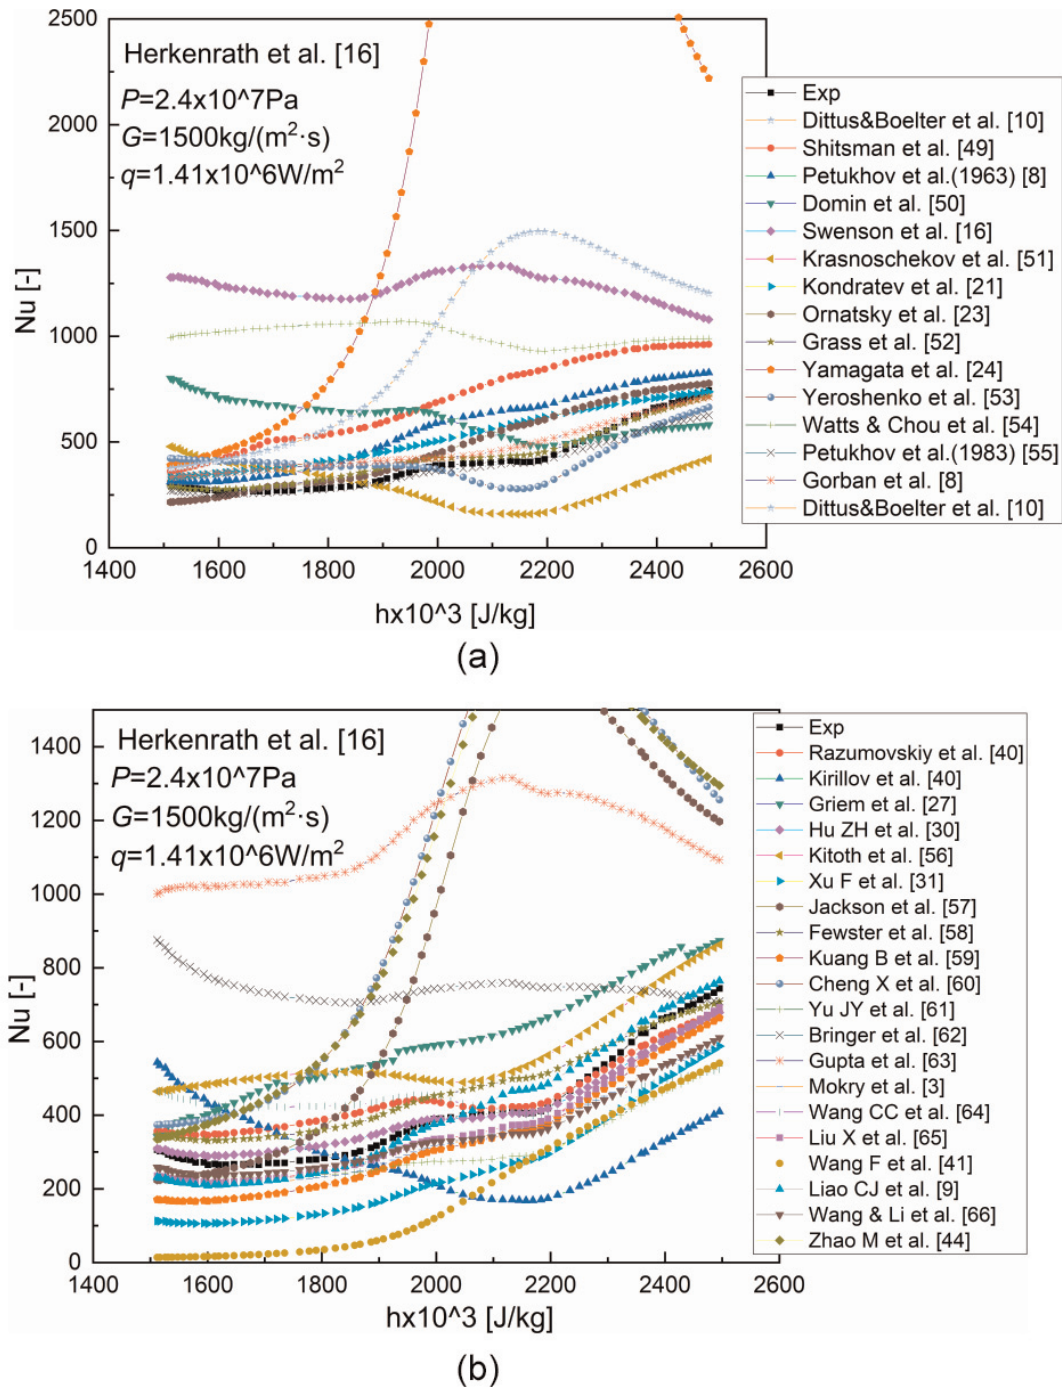 2500
2500
2000
1500
1000
500
0
Nu [-]
Herkenrath et al. [16]
P=2.4x10^7Pa
G=1500kg/(m²·s)
q=1.41x10^6W/m²
Exp
Dittus&Boelter et al. [10]
Shitsman et al. [49]
Petukhov et al.(1963) [8]
Domin et al. [50]
Swenson et al. [16]
Krasnoschekov et al. [51]
Kondratev et al. [21]
Ornatsky et al. [23]
Grass et al. [52]
Yamagata et al. [24]
Yeroshenko et al. [53]
Watts & Chou et al. [54]
Petukhov et al.(1983) [55]
Gorban et al. [8]
Dittus&Boelter et al. [10]
1400 1600 1800 2000 2200 2400 2600
hx10^3 [J/kg]
(a)
1400
1200
1000
800
600
400
200
0
Nu [-]
Herkenrath et al. [16]
P=2.4x10^7Pa
G=1500kg/(m²·s)
q=1.41x10^6W/m²
Exp
Razumovskiy et al. [40]
Kirillov et al. [40]
Griem et al. [27]
Hu ZH et al. [30]
Kitoth et al. [56]
Xu F et al. [31]
Jackson et al. [57]
Fewster et al. [58]
Kuang B et al. [59]
Cheng X et al. [60]
Yu JY et al. [61]
Bringer et al. [62]
Gupta et al. [63]
Mokry et al. [3]
Wang CC et al. [64]
Liu X et al. [65]
Wang F et al. [41]
Liao CJ et al. [9]
Wang & Li et al. [66]
Zhao M et al. [44]
1400 1600 1800 2000 2200 2400 2600
hx10^3 [J/kg]
(b)